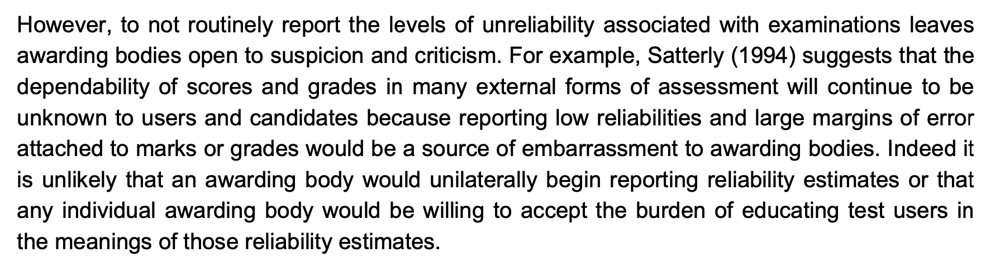 However, to not routinely report the levels of unreliability associated with examinations leaves
awarding bodies open to suspicion and criticism. For example, Satterly (1994) suggests that the
dependability of scores and grades in many external forms of assessment will continue to be
unknown to users and candidates because reporting low reliabilities and large margins of error
attached to marks or grades would be a source of embarrassment to awarding bodies. Indeed it
is unlikely that an awarding body would unilaterally begin reporting reliability estimates or that
any individual awarding body would be willing to accept the burden of educating test users in
the meanings of those reliability estimates.